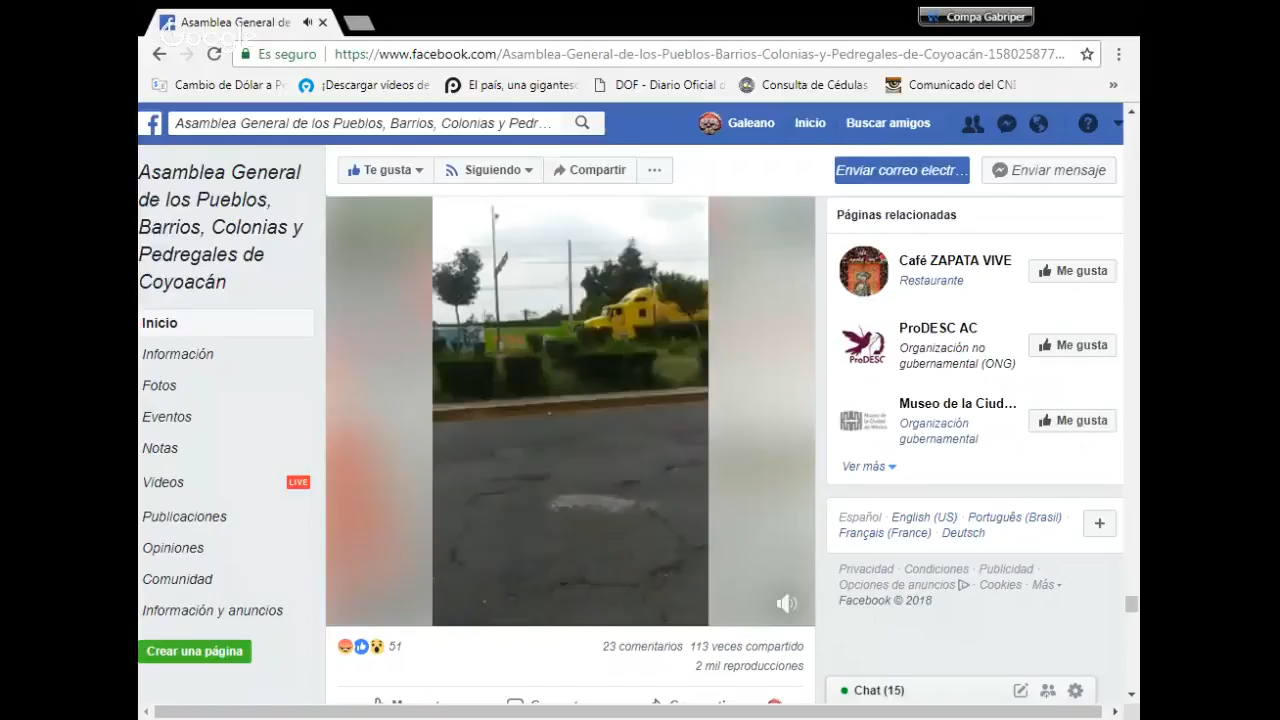 Asamblea General de
Compa Gabriper
Google
Es seguro
https://www.facebook.com/Asamblea-General-de-los-Pueblos-Barrios-Colonias-y-Pedregales-de-Coyoacán-158025877...
Cambio de Dólar a Pe
¡Descargar vídeos de
El país, una gigantes
DOF - Diario Oficial d
Consulta de Cédulas
Comunicado del CNI
»
Asamblea General de los Pueblos, Barrios, Colonias y Pedr...
Galeano
Inicio
Buscar amigos
Asamblea General
de los Pueblos,
Barrios, Colonias y
Pedregales de
Coyoacán
Te gusta
Siguiendo
Compartir
...
Enviar correo electr...
Enviar mensaje
Inicio
Información
Fotos
Eventos
Notas
Videos
LIVE
Publicaciones
Opiniones
Comunidad
Información y anuncios
Crear una página
51
23 comentarios 113 veces compartido
2 mil reproducciones
Páginas relacionadas
Café ZAPATA VIVE
Restaurante
Me gusta
ProDESC AC
Organización no
gubernamental (ONG)
Me gusta
ProDESC
Museo de la Ciud...
Organización
gubernamental
Me gusta
Ver más
Español · English (US) · Português (Brasil) ·
Français (France) · Deutsch
Privacidad · Condiciones · Publicidad ·
Opciones de anuncios · Cookies · Más
Facebook © 2018
Chat (15)